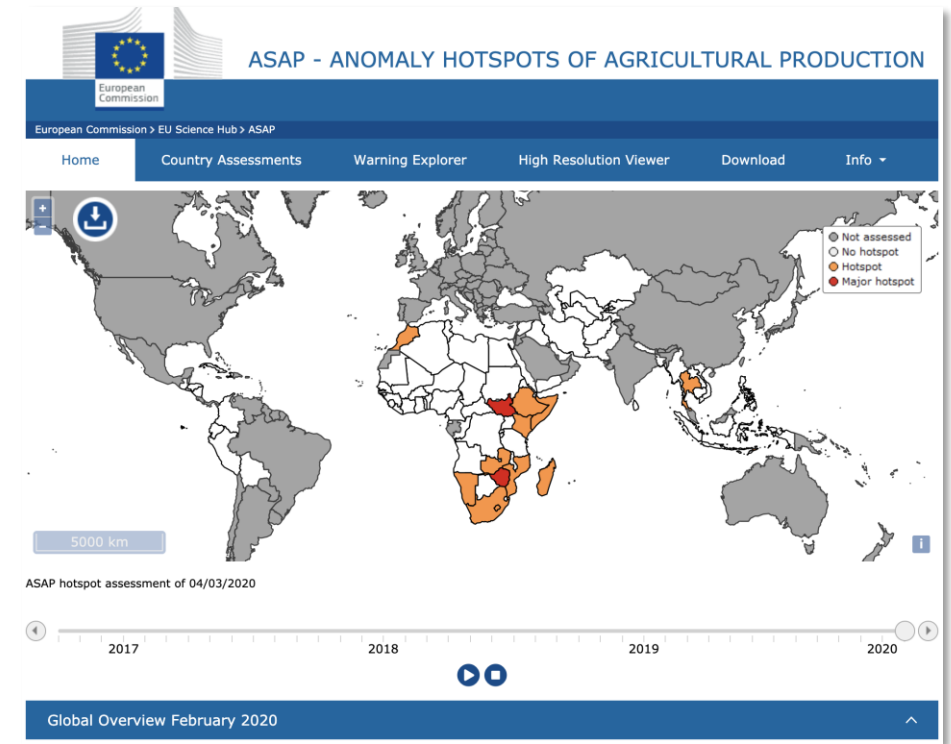 ASAP - ANOMALY HOTSPOTS OF AGRICULTURAL PRODUCTION
European
Commission
European Commission > EU Science Hub > ASAP
Home Country Assessments Warning Explorer High Resolution Viewer Download Info
+
−
Not assessed
No hotspot
Hotspot
Major hotspot
5000 km
i
ASAP hotspot assessment of 04/03/2020
2017 2018 2019 2020
Global Overview February 2020